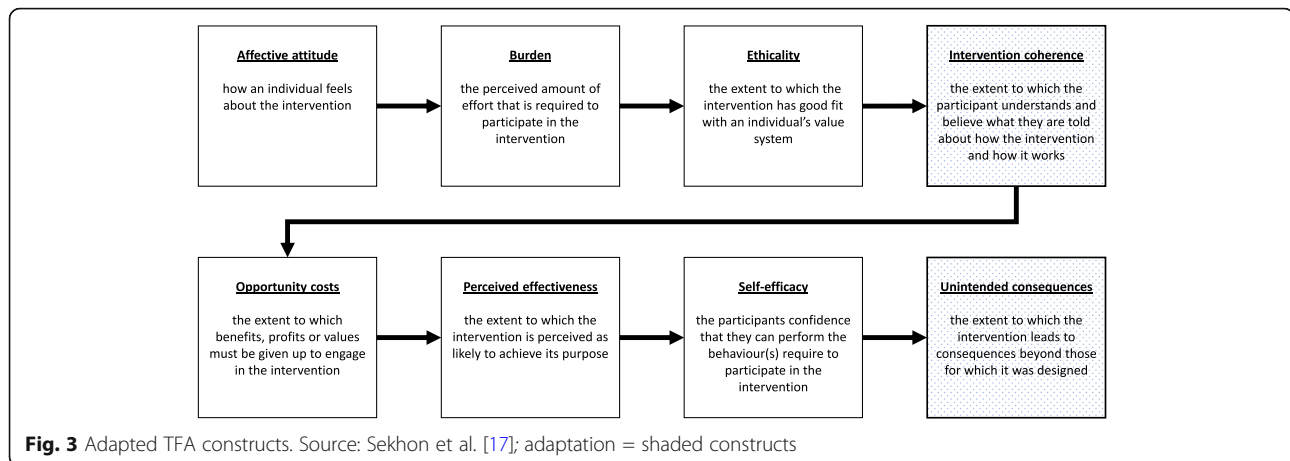 Affective attitude
how an individual feels
about the intervention
Burden
the perceived amount of
effort that is required to
participate in the
intervention
Ethicality
the extent to which the
intervention has good fit
with an individual's value
system
Intervention coherence
the extent to which the
participant understands and
believe what they are told
about how the intervention
and how it works
Opportunity costs
the extent to which
benefits, profits or values
must be given up to engage
in the intervention
Perceived effectiveness
the extent to which the
intervention is perceived as
likely to achieve its purpose
Self-efficacy
the participants confidence
that they can perform the
behaviour(s) require to
participate in the
intervention
Unintended consequences
the extent to which the
intervention leads to
consequences beyond those
for which it was designed
Fig. 3 Adapted TFA constructs. Source: Sekhon et al. [17]; adaptation = shaded constructs